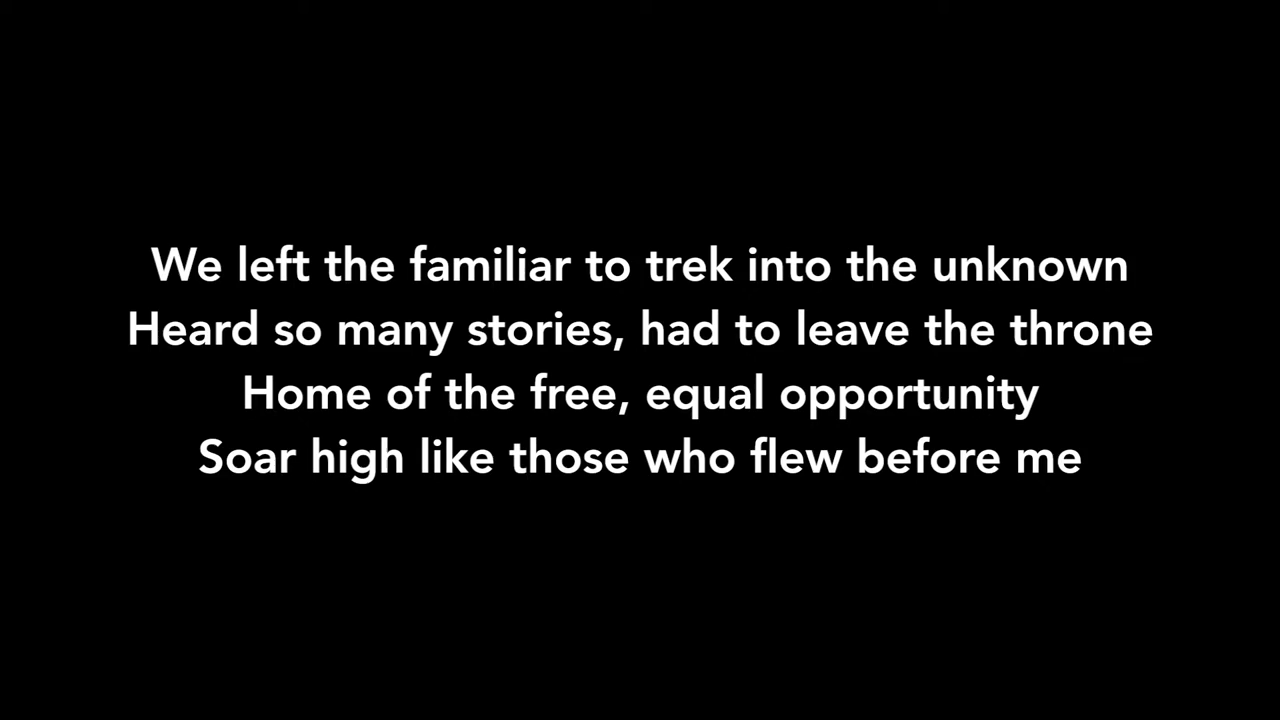 We left the familiar to trek into the unknown
Heard so many stories, had to leave the throne
Home of the free, equal opportunity
Soar high like those who flew before me